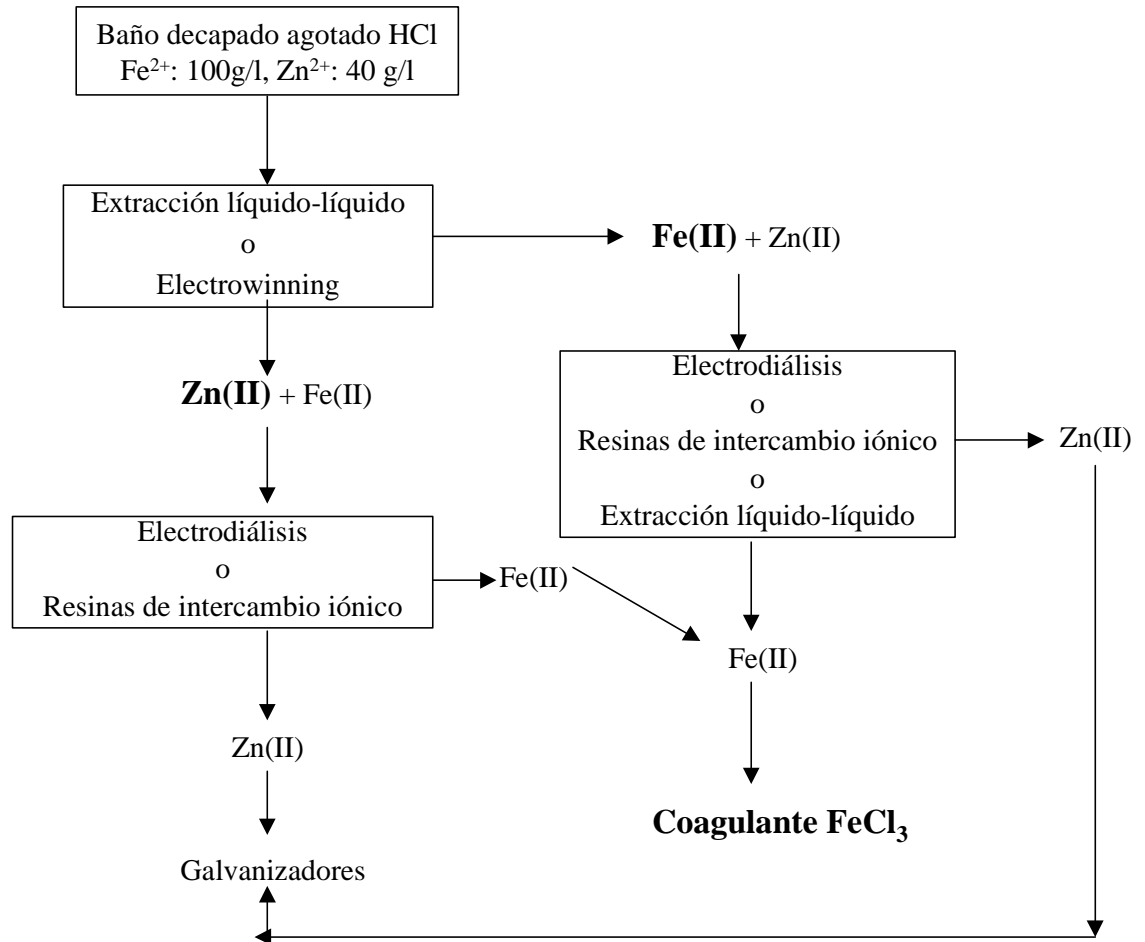 Baño decapado agotado HCl
Fe²⁺: 100g/l, Zn²⁺: 40 g/l
Extracción líquido-líquido
o
Electrowinning
Fe(II) + Zn(II)
Zn(II) + Fe(II)
Electrodiálisis
o
Resinas de intercambio iónico
o
Extracción líquido-líquido
Zn(II)
Electrodiálisis
o
Resinas de intercambio iónico
Fe(II)
Fe(II)
Zn(II)
Coagulante FeCl₃
Galvanizadores